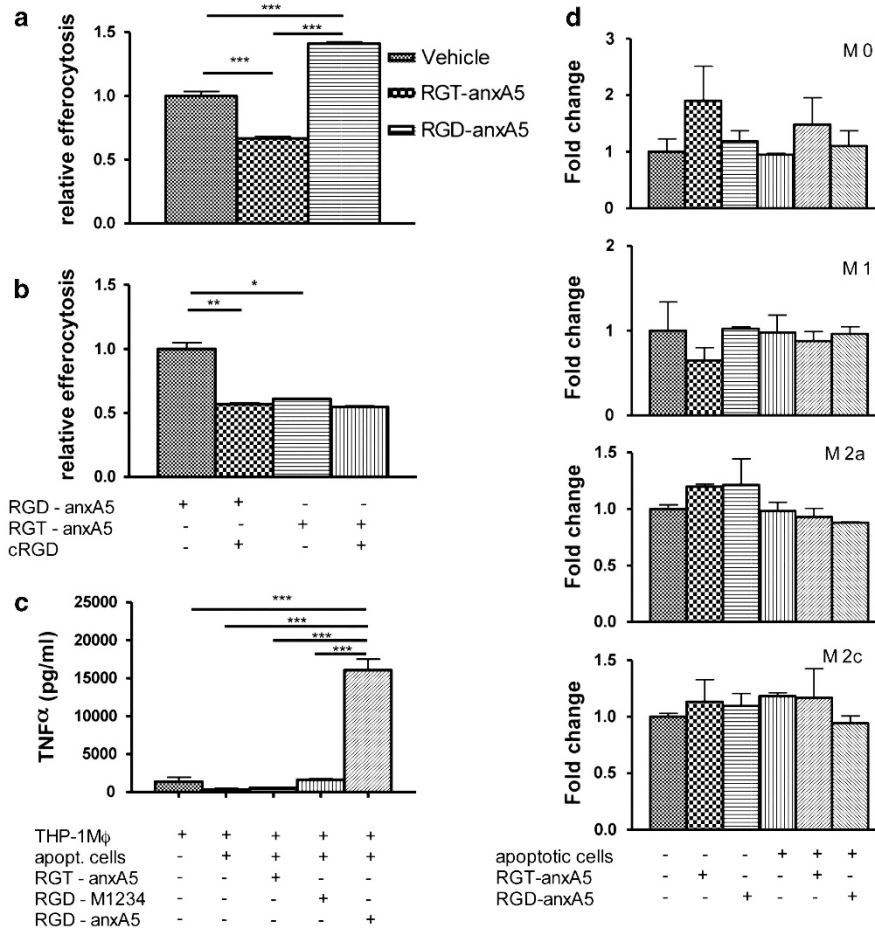 a
relative efferocytosis
1.5
1.0
0.5
0.0
***
***
***
Vehicle
RGT-anxA5
RGD-anxA5
b
relative efferocytosis
1.5
1.0
0.5
0.0
*
**
RGD - anxA5 + + - -
RGT - anxA5 - - + +
cRGD - + - +
c
TNFα (pg/ml)
25000
20000
15000
10000
5000
0
***
***
***
***
THP-1Mφ + + + + +
apopt. cells - + + + +
RGT - anxA5 - - + - -
RGD - M1234 - - - + -
RGD - anxA5 - - - - +
d
M 0
Fold change
3
2
1
0
M 1
Fold change
2
1
0
M 2a
Fold change
1.5
1.0
0.5
0.0
M 2c
Fold change
1.5
1.0
0.5
0.0
apoptotic cells - - - + + +
RGT-anxA5 - + - - + -
RGD-anxA5 - - + - - +